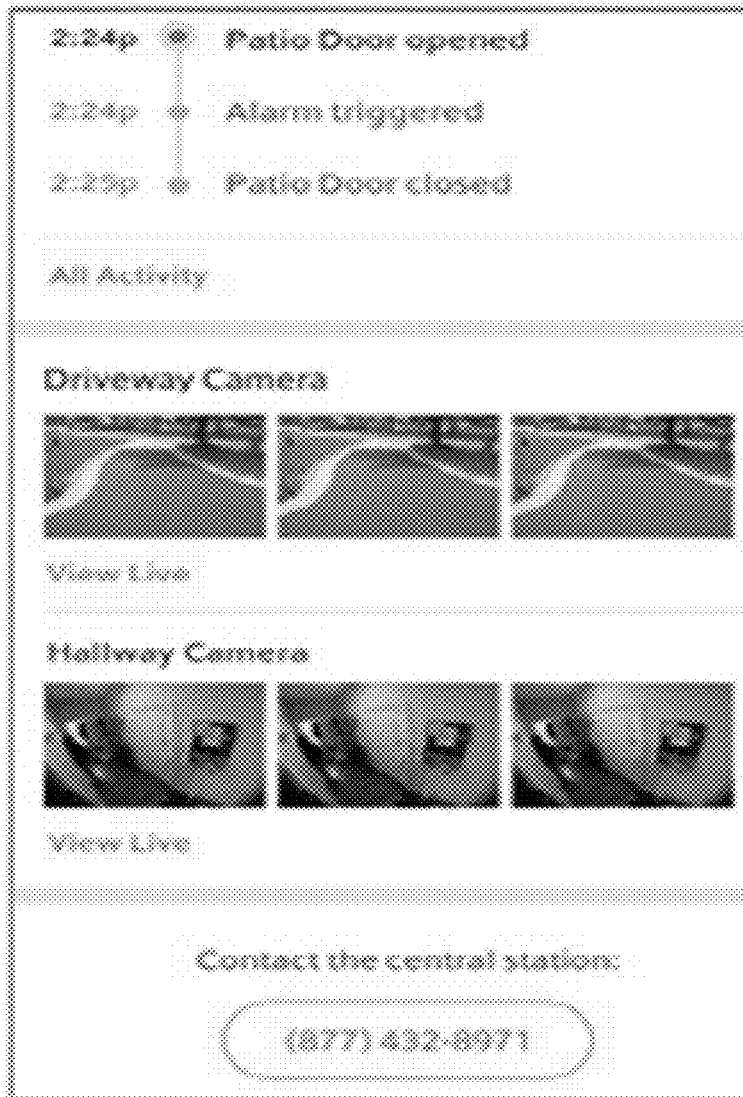 2:24p Patio Door opened
2:24p Alarm triggered
2:25p Patio Door closed
All Activity
Driveway Camera
View Live
Hallway Camera
View Live
Contact the central station:
(877) 432-8971